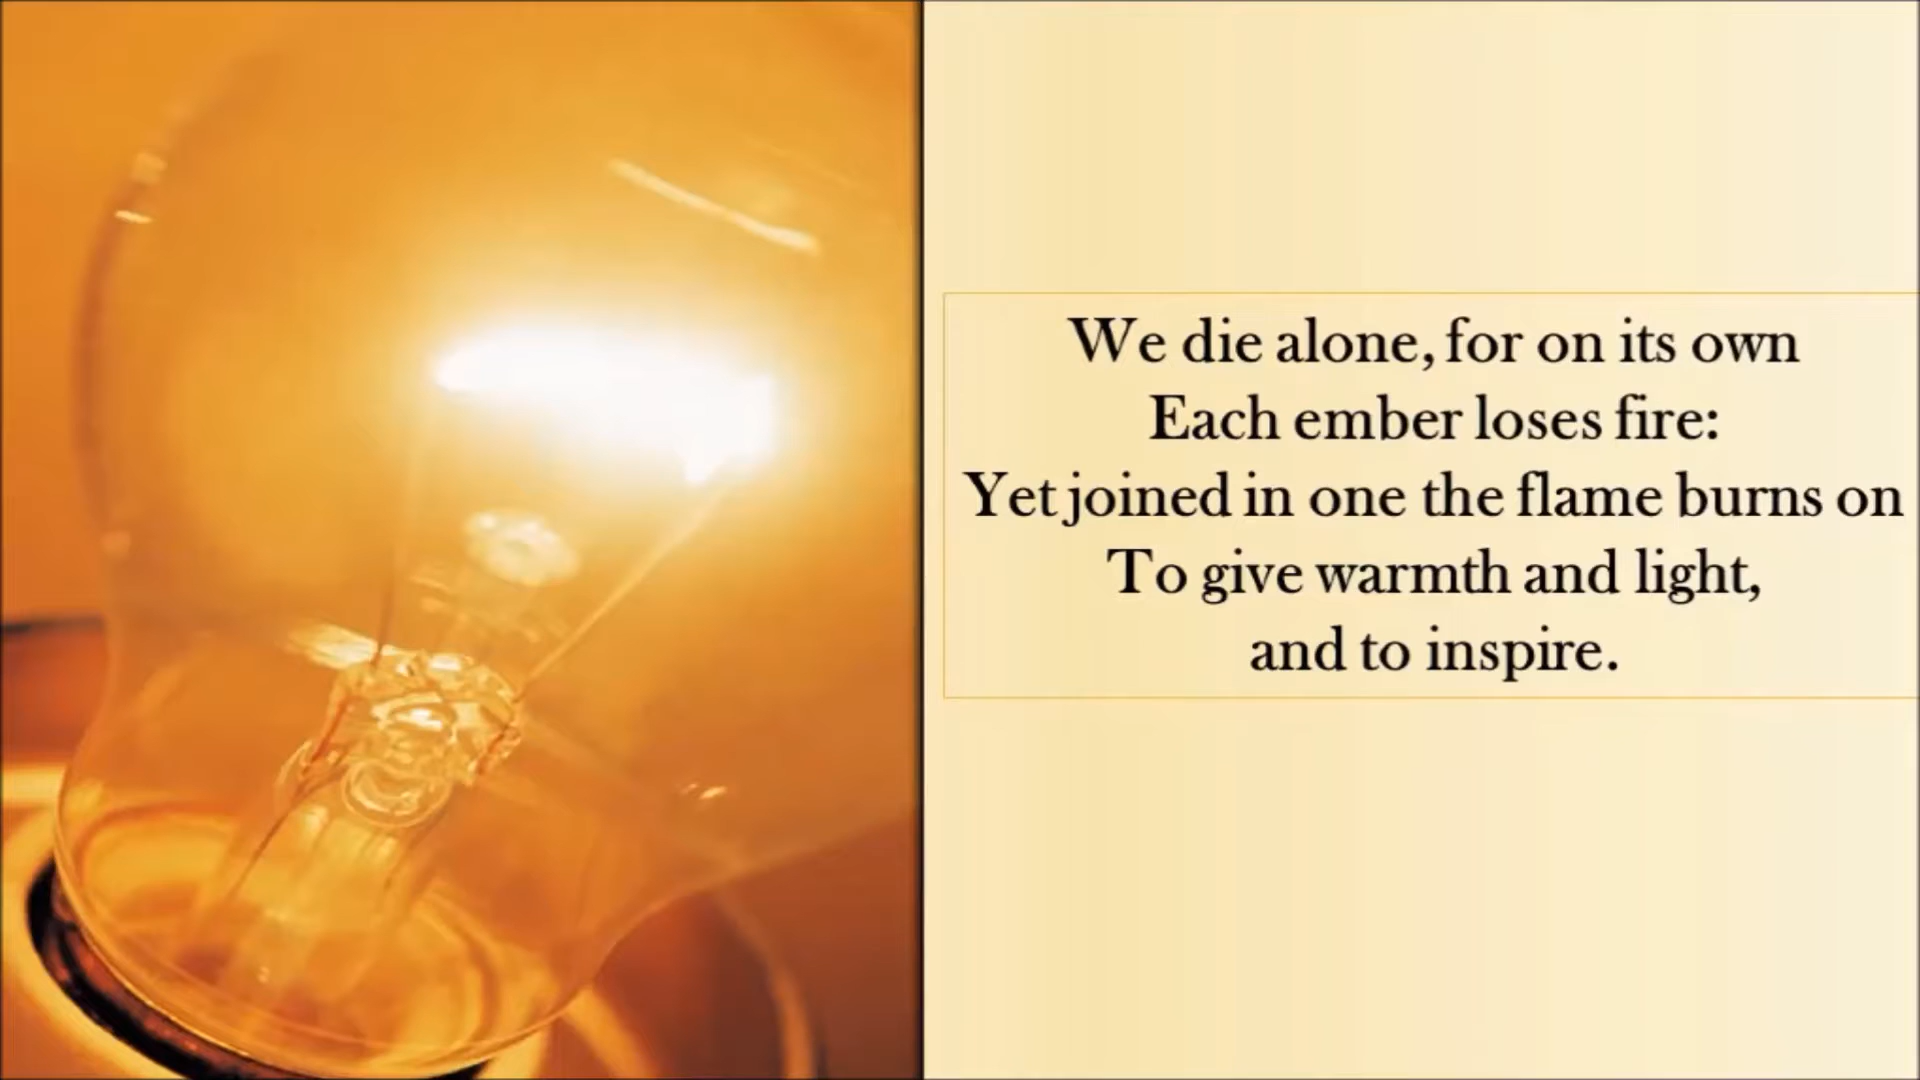 We die alone, for on its own
Each ember loses fire:
Yet joined in one the flame burns on
To give warmth and light,
and to inspire.